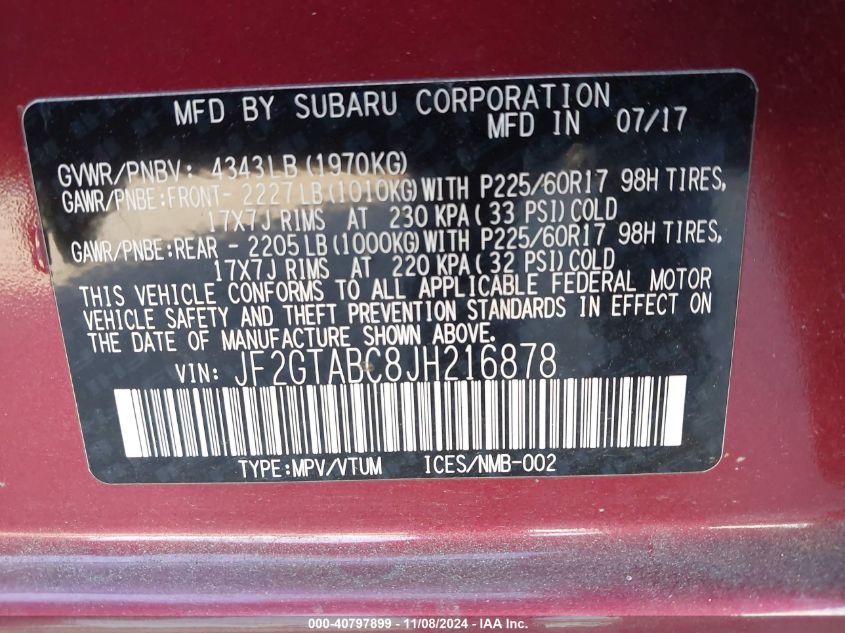 MFD BY SUBARU CORPORATION
MFD IN 07/17
GVWR/PNBV: 4343LB(1970KG)
GAWR/PNBE:FRONT- 2227LB(1010KG)WITH P225/60R17 98H TIRES,
17X7J RIMS AT 230 KPA(33 PSI)COLD
GAWR/PNBE:REAR - 2205LB(1000KG)WITH P225/60R17 98H TIRES,
17X7J RIMS AT 220 KPA(32 PSI)COLD
THIS VEHICLE CONFORMS TO ALL APPLICABLE FEDERAL MOTOR
VEHICLE SAFETY AND THEFT PREVENTION STANDARDS IN EFFECT ON
THE DATE OF MANUFACTURE SHOWN ABOVE.
VIN: JF2GTABC8JH216878
TYPE:MPV/VTUM ICES/NMB-002
000-40797899 - 11/08/2024 - IAA Inc.